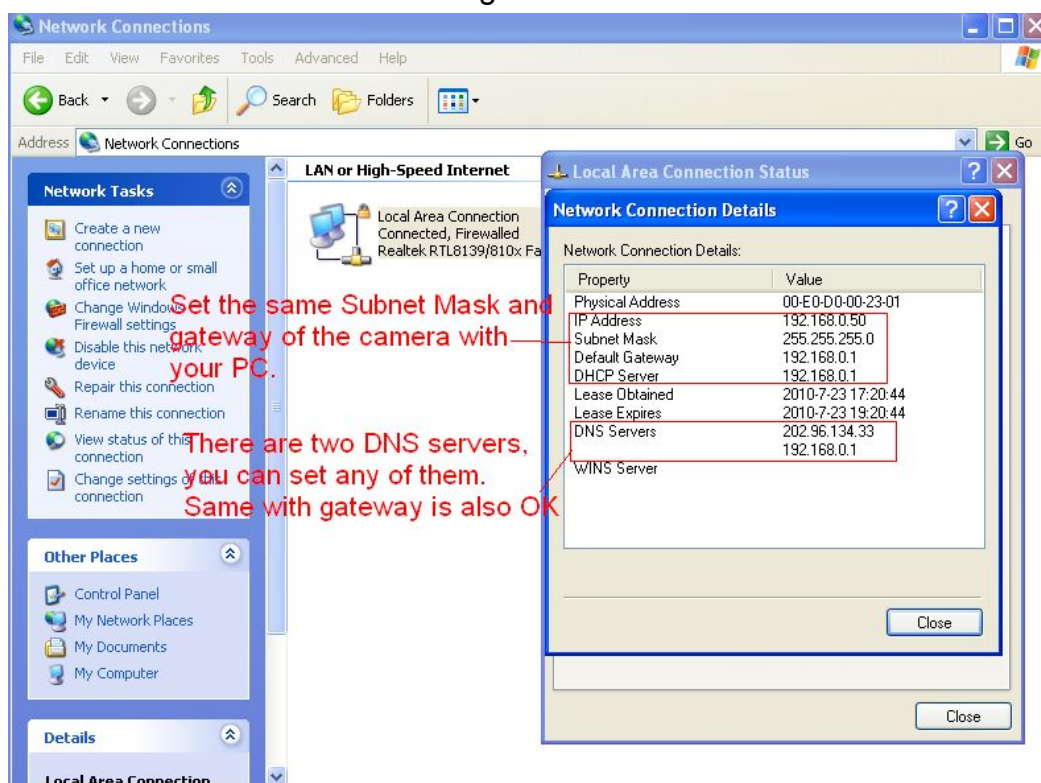 Network Connections
File Edit View Favorites Tools Advanced Help
Back Search Folders
Address Network Connections Go
Network Tasks
Create a new
connection
Set up a home or small
office network
Change Windows
Firewall settings
Disable this network
device
Repair this connection
Rename this connection
View status of this
connection
Change settings of this
connection
Other Places
Control Panel
My Network Places
My Documents
My Computer
Details
Local Area Connection
LAN or High-Speed Internet
Local Area Connection
Connected, Firewalled
Realtek RTL8139/810x Fa
Set the same Subnet Mask and
gateway of the camera with
your PC.
There are two DNS servers,
you can set any of them.
Same with gateway is also OK
Local Area Connection Status
Network Connection Details
Network Connection Details:
Property Value
Physical Address 00-E0-D0-00-23-01
IP Address 192.168.0.50
Subnet Mask 255.255.255.0
Default Gateway 192.168.0.1
DHCP Server 192.168.0.1
Lease Obtained 2010-7-23 17:20:44
Lease Expires 2010-7-23 19:20:44
DNS Servers 202.96.134.33
192.168.0.1
WINS Server
Close
Close